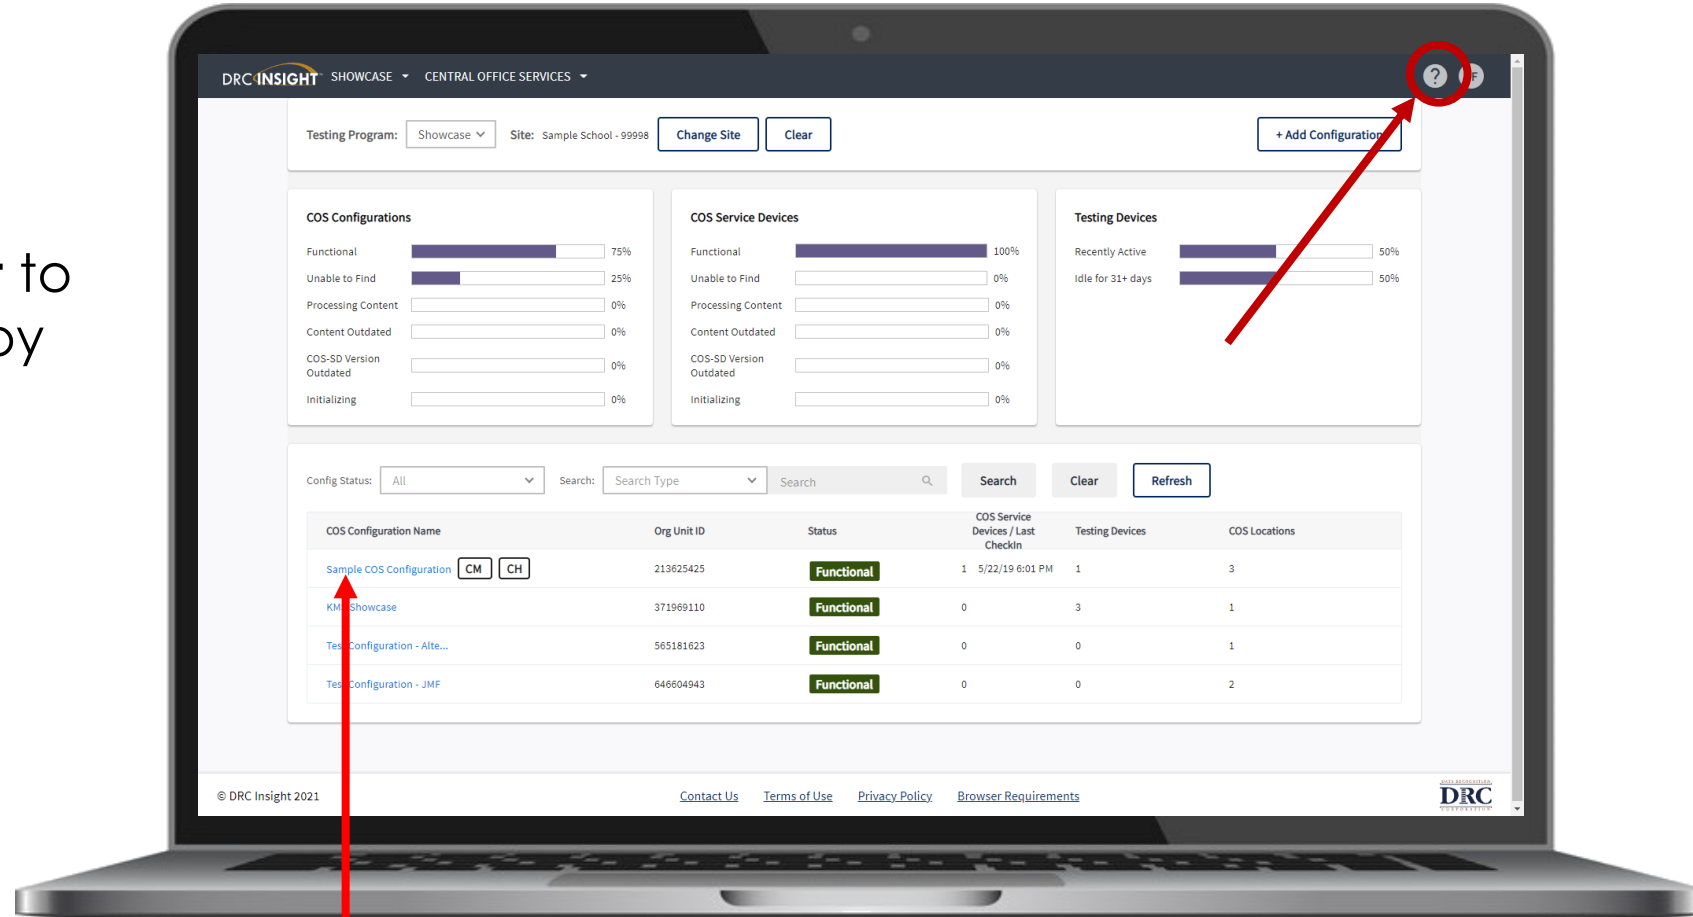 to
by
DRC INSIGHT SHOWCASE CENTRAL OFFICE SERVICES ?
Testing Program: Showcase Site: Sample School - 99998 Change Site Clear + Add Configuration
COS Configurations
Functional 75%
Unable to Find 25%
Processing Content 0%
Content Outdated 0%
COS-SD Version
Outdated 0%
Initializing 0%
COS Service Devices
Functional 100%
Unable to Find 0%
Processing Content 0%
Content Outdated 0%
COS-SD Version
Outdated 0%
Initializing 0%
Testing Devices
Recently Active 50%
Idle for 31+ days 50%
Config Status: All Search: Search Type Search Search Clear Refresh
COS Configuration Name Org Unit ID Status COS Service
Devices / Last
CheckIn Testing Devices COS Locations
Sample COS Configuration CM CH 213625425 Functional 1 5/22/19 6:01 PM 1 3
Showcase 371969110 Functional 0 3 1
Configuration - Alte... 565181623 Functional 0 0 1
Configuration - JMF 646604943 Functional 0 0 2
© DRC Insight 2021 Contact Us Terms of Use Privacy Policy Browser Requirements
DATA RECOGNITION
DRC
CORPORATION